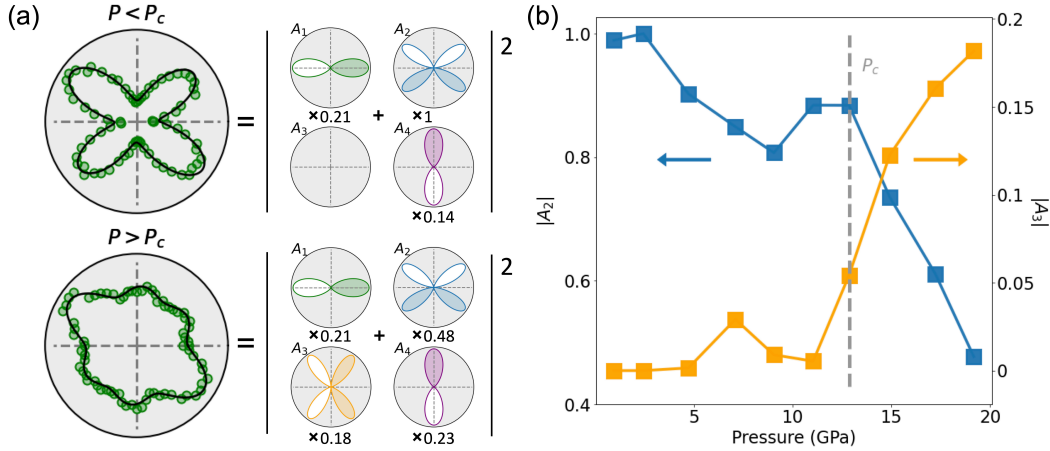 (a)
P < Pc
=
A1
A2
2
×0.21
+
×1
A3
A4
×0.14
P > Pc
=
A1
A2
2
×0.21
+
×0.48
A3
A4
×0.18
×0.23
(b)
1.0
0.8
0.6
0.4
|A2|
Pc
0.2
0.15
0.1
0.05
0
|A3|
5
10
15
20
Pressure (GPa)